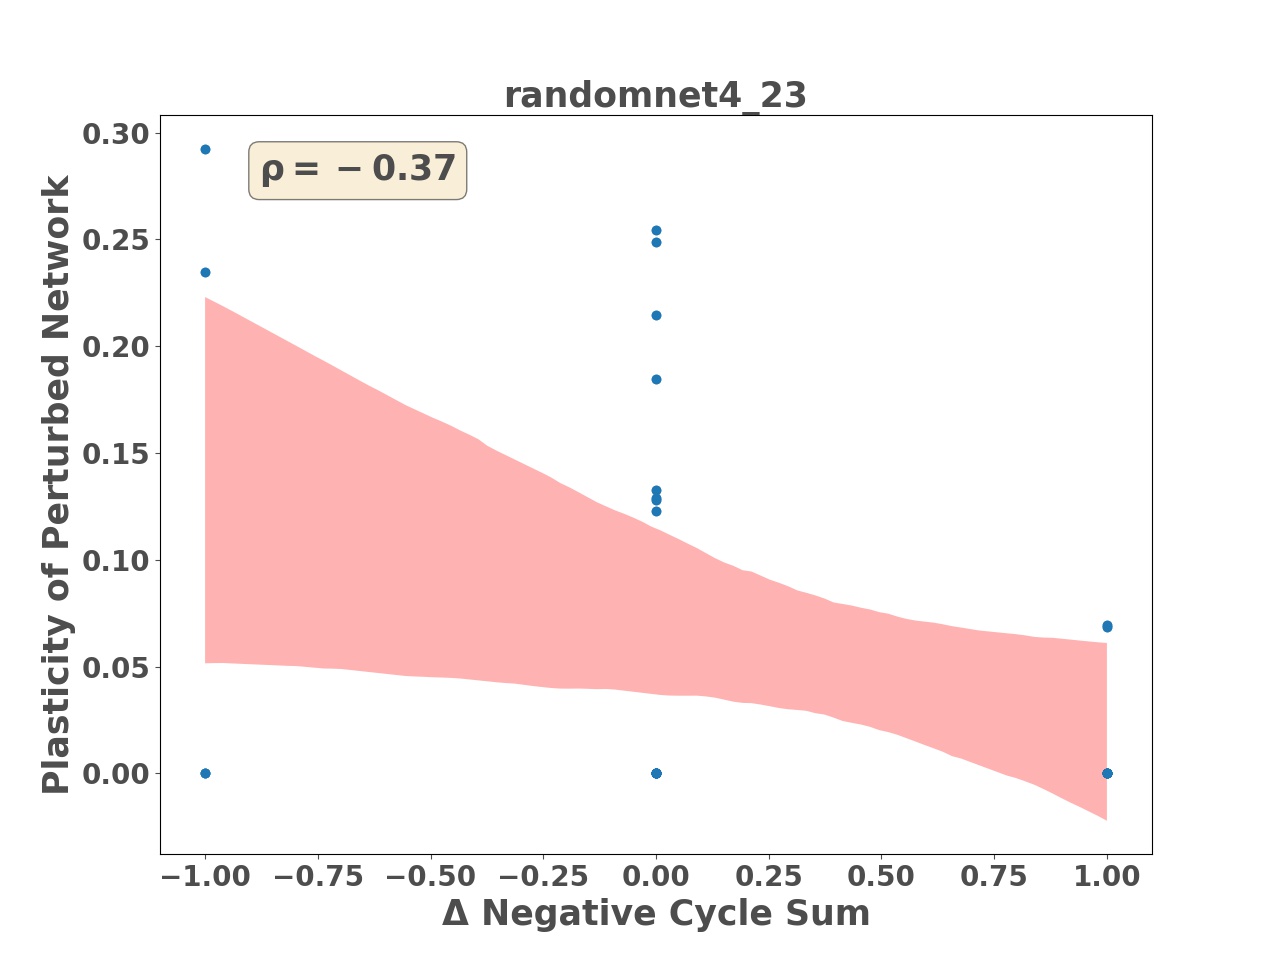 randomnet4_23
ρ = − 0.37
Plasticity of Perturbed Network
0.30
0.25
0.20
0.15
0.10
0.05
0.00
−1.00 −0.75 −0.50 −0.25 0.00 0.25 0.50 0.75 1.00
Δ Negative Cycle Sum